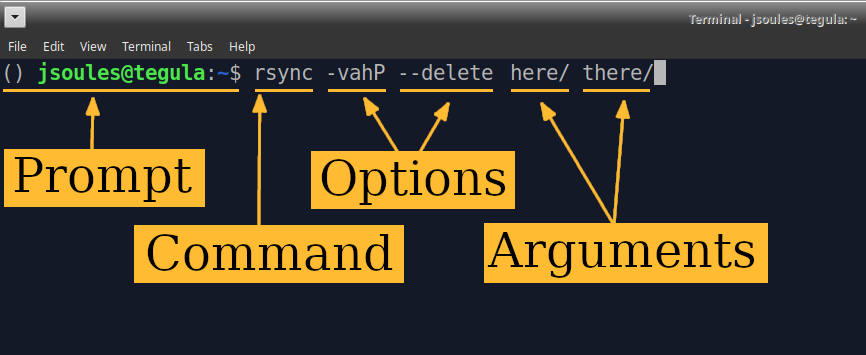 Terminal - jsoules@tegula: ~
File Edit View Terminal Tabs Help
() jsoules@tegula:~$ rsync -vahP --delete here/ there/
Prompt
Options
Command
Arguments